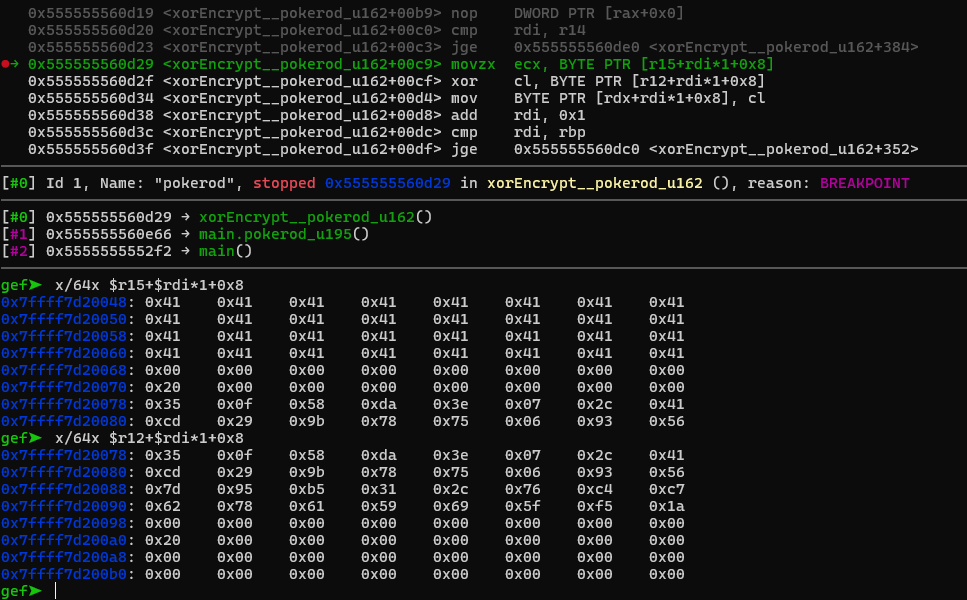 0x555555560d19 <xorEncrypt__pokerod_u162+00b9> nop    DWORD PTR [rax+0x0]
0x555555560d20 <xorEncrypt__pokerod_u162+00c0> cmp    rdi, r14
0x555555560d23 <xorEncrypt__pokerod_u162+00c3> jge    0x555555560de0 <xorEncrypt__pokerod_u162+384>
●→ 0x555555560d29 <xorEncrypt__pokerod_u162+00c9> movzx  ecx, BYTE PTR [r15+rdi*1+0x8]
0x555555560d2f <xorEncrypt__pokerod_u162+00cf> xor    cl, BYTE PTR [r12+rdi*1+0x8]
0x555555560d34 <xorEncrypt__pokerod_u162+00d4> mov    BYTE PTR [rdx+rdi*1+0x8], cl
0x555555560d38 <xorEncrypt__pokerod_u162+00d8> add    rdi, 0x1
0x555555560d3c <xorEncrypt__pokerod_u162+00dc> cmp    rdi, rbp
0x555555560d3f <xorEncrypt__pokerod_u162+00df> jge    0x555555560dc0 <xorEncrypt__pokerod_u162+352>
[#0] Id 1, Name: "pokerod", stopped 0x555555560d29 in xorEncrypt__pokerod_u162 (), reason: BREAKPOINT
[#0] 0x555555560d29 → xorEncrypt__pokerod_u162()
[#1] 0x555555560e66 → main.pokerod_u195()
[#2] 0x5555555552f2 → main()
gef➤  x/64x $r15+$rdi*1+0x8
0x7ffff7d20048: 0x41 0x41 0x41 0x41 0x41 0x41 0x41 0x41
0x7ffff7d20050: 0x41 0x41 0x41 0x41 0x41 0x41 0x41 0x41
0x7ffff7d20058: 0x41 0x41 0x41 0x41 0x41 0x41 0x41 0x41
0x7ffff7d20060: 0x41 0x41 0x41 0x41 0x41 0x41 0x41 0x41
0x7ffff7d20068: 0x00 0x00 0x00 0x00 0x00 0x00 0x00 0x00
0x7ffff7d20070: 0x20 0x00 0x00 0x00 0x00 0x00 0x00 0x00
0x7ffff7d20078: 0x35 0x0f 0x58 0xda 0x3e 0x07 0x2c 0x41
0x7ffff7d20080: 0xcd 0x29 0x9b 0x78 0x75 0x06 0x93 0x56
gef➤  x/64x $r12+$rdi*1+0x8
0x7ffff7d20078: 0x35 0x0f 0x58 0xda 0x3e 0x07 0x2c 0x41
0x7ffff7d20080: 0xcd 0x29 0x9b 0x78 0x75 0x06 0x93 0x56
0x7ffff7d20088: 0x7d 0x95 0xb5 0x31 0x2c 0x76 0xc4 0xc7
0x7ffff7d20090: 0x62 0x78 0x61 0x59 0x69 0x5f 0xf5 0x1a
0x7ffff7d20098: 0x00 0x00 0x00 0x00 0x00 0x00 0x00 0x00
0x7ffff7d200a0: 0x20 0x00 0x00 0x00 0x00 0x00 0x00 0x00
0x7ffff7d200a8: 0x00 0x00 0x00 0x00 0x00 0x00 0x00 0x00
0x7ffff7d200b0: 0x00 0x00 0x00 0x00 0x00 0x00 0x00 0x00
gef➤